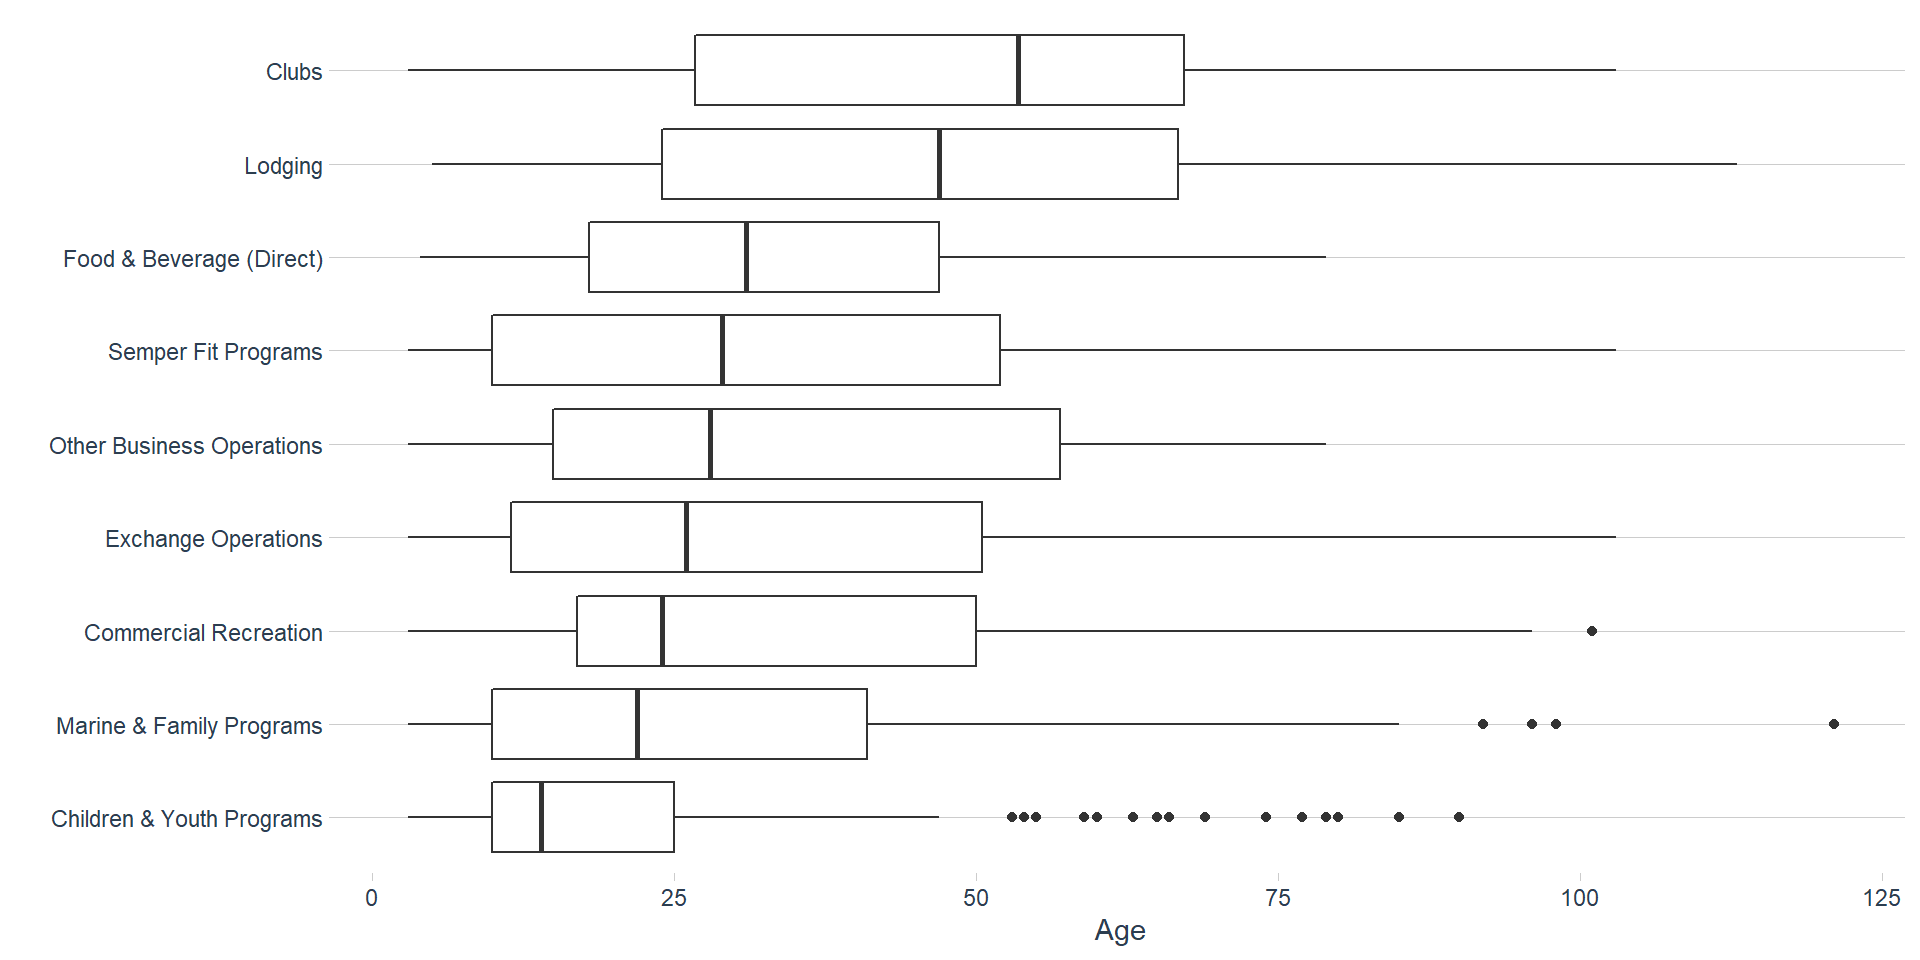 Clubs
Lodging
Food & Beverage (Direct)
Semper Fit Programs
Other Business Operations
Exchange Operations
Commercial Recreation
Marine & Family Programs
Children & Youth Programs
0 25 50 75 100 125
Age